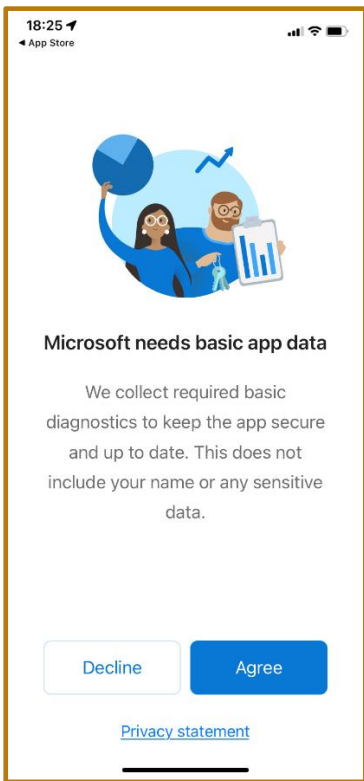 18:25
◀ App Store
Microsoft needs basic app data
We collect required basic
diagnostics to keep the app secure
and up to date. This does not
include your name or any sensitive
data.
Decline
Agree
Privacy statement